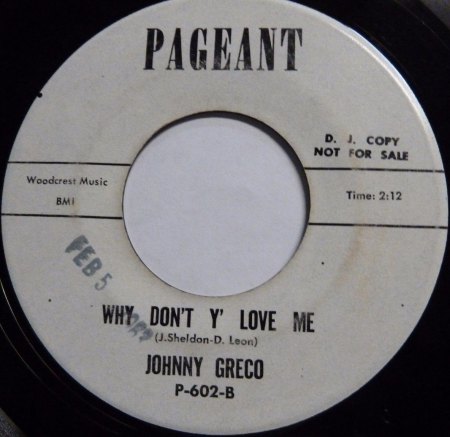 PAGEANT
D. J. COPY
NOT FOR SALE
Woodcrest Music
BMI
Time: 2:12
FEB 5
WHY DON'T Y' LOVE ME
(J.Sheldon-D. Leon)
JOHNNY GRECO
P-602-B